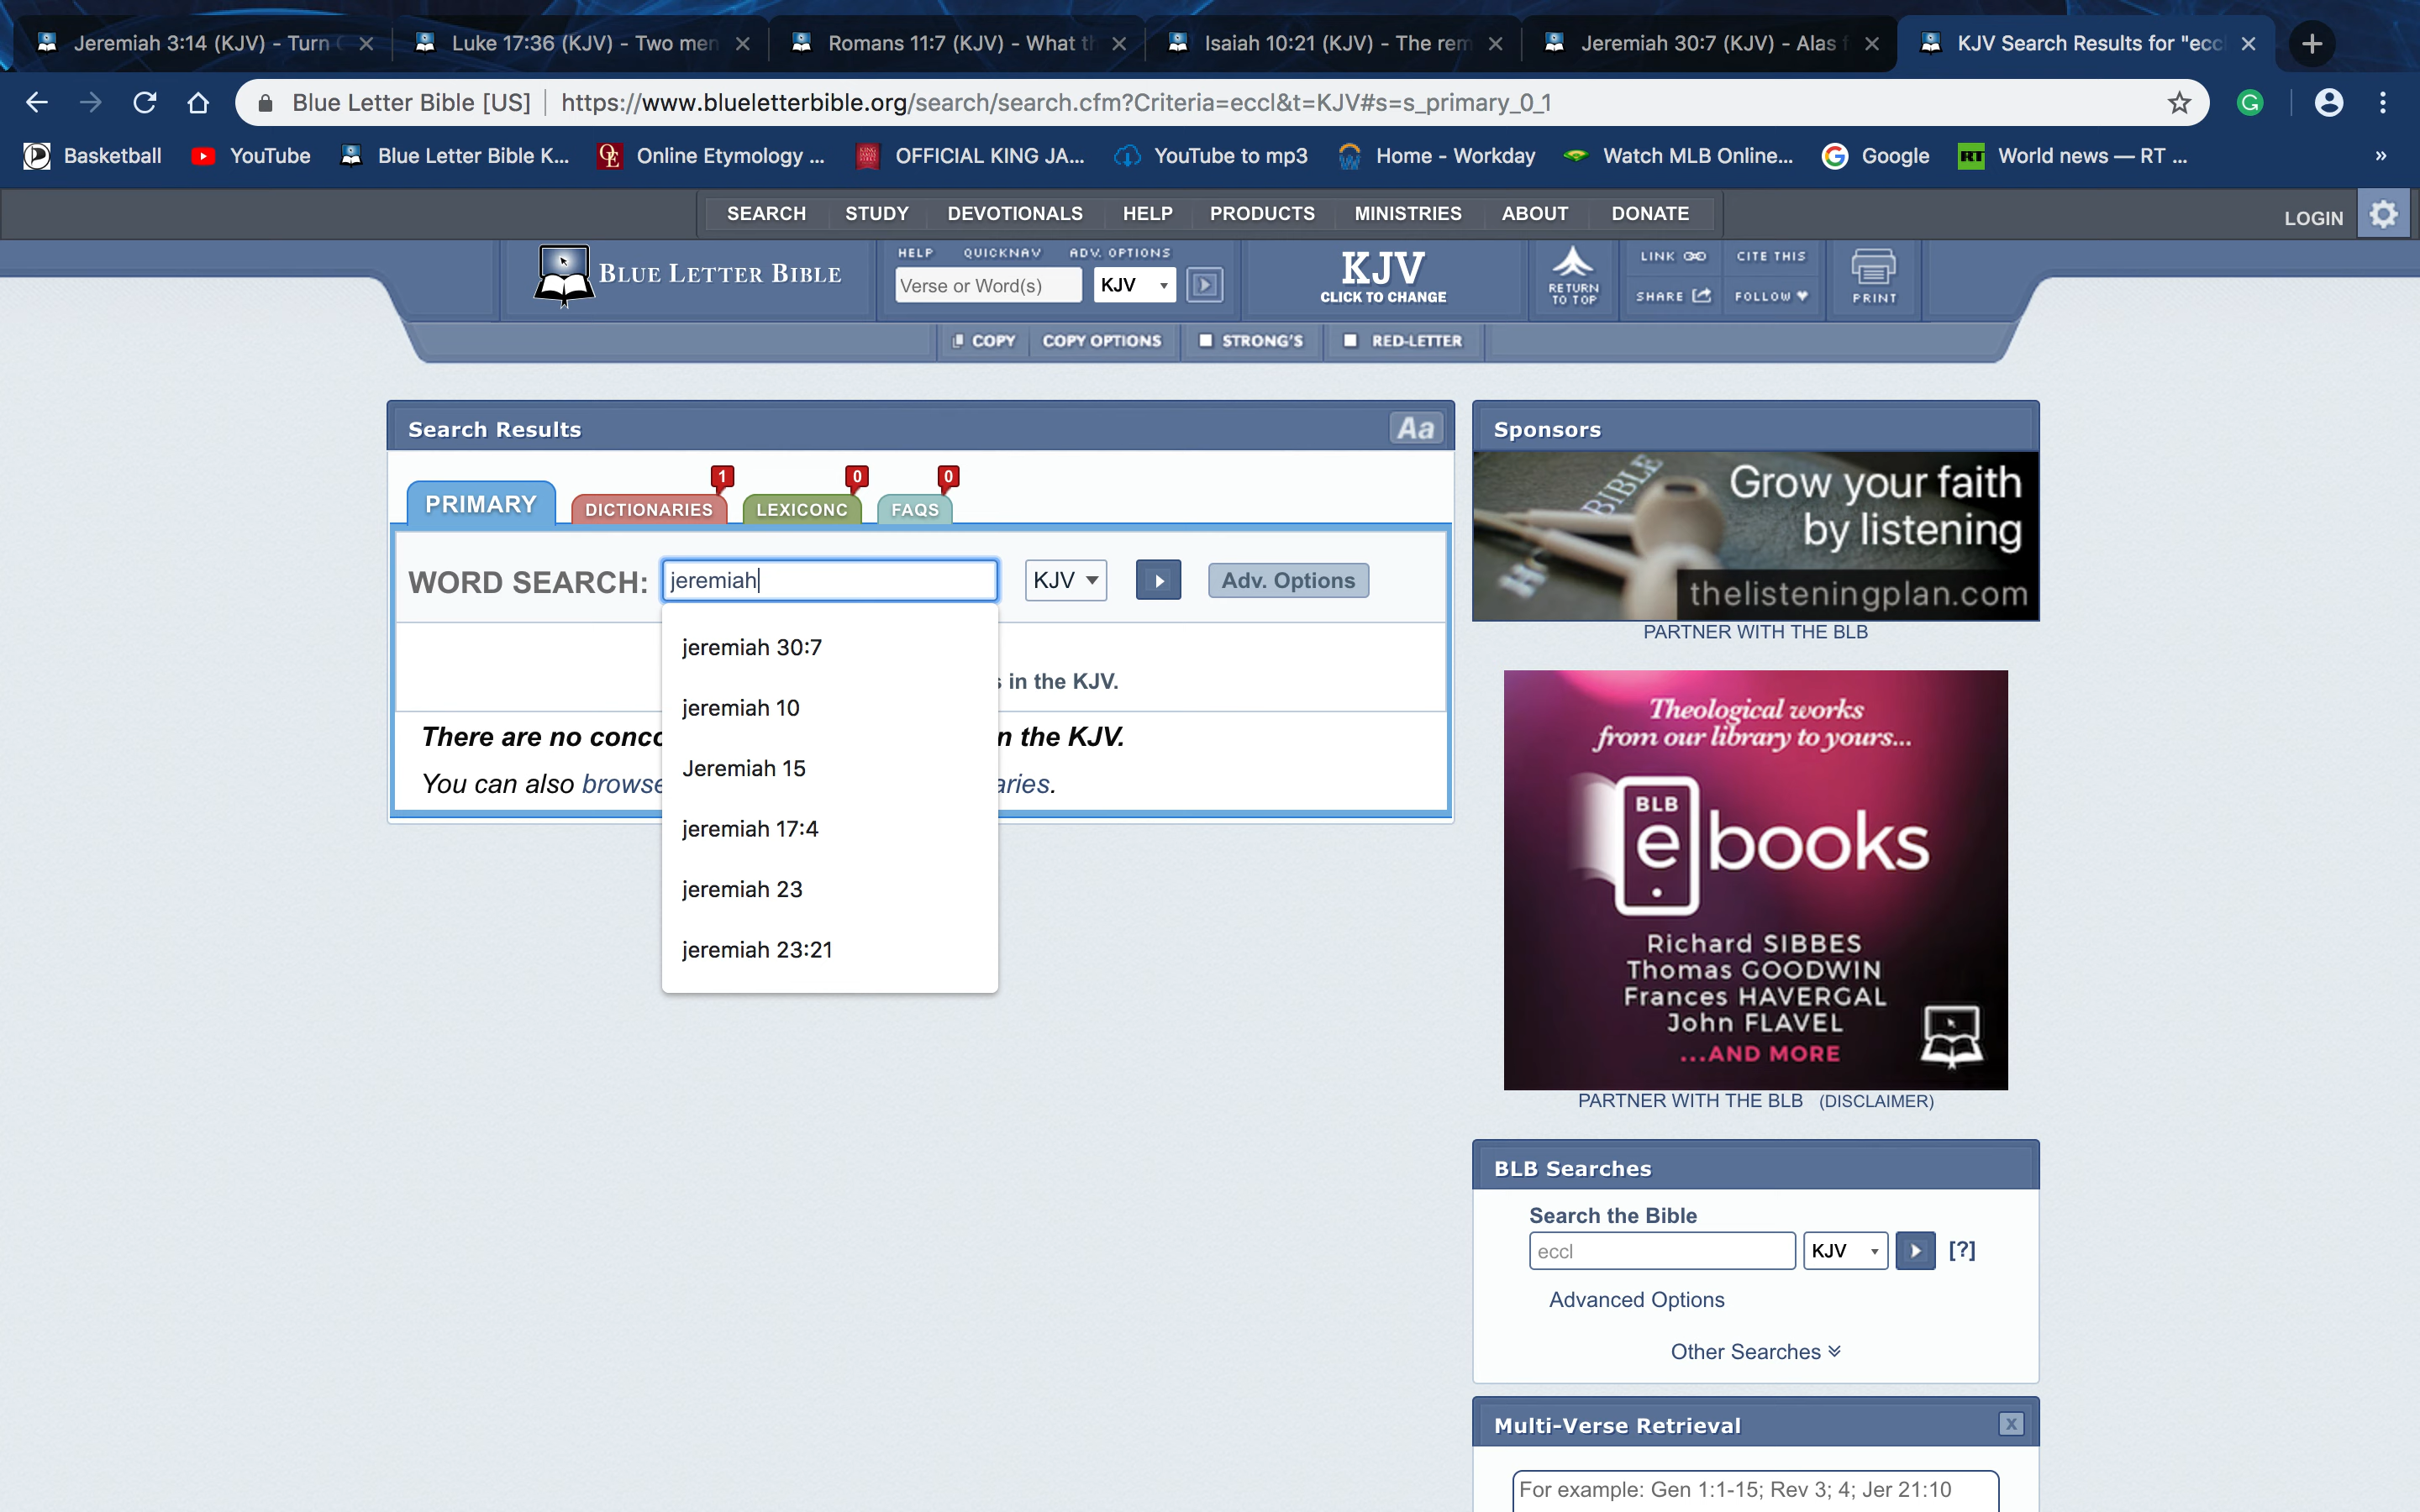 Jeremiah 3:14 (KJV) - Turn
Luke 17:36 (KJV) - Two men
Romans 11:7 (KJV) - What th
Isaiah 10:21 (KJV) - The rem
Jeremiah 30:7 (KJV) - Alas f
KJV Search Results for "ecc
Blue Letter Bible [US]
https://www.blueletterbible.org/search/search.cfm?Criteria=eccl&t=KJV#s=s_primary_0_1
Basketball
YouTube
Blue Letter Bible K...
Online Etymology ...
OFFICIAL KING JA...
YouTube to mp3
Home - Workday
Watch MLB Online...
Google
RT
World news — RT ...
»
SEARCH STUDY DEVOTIONALS HELP PRODUCTS MINISTRIES ABOUT DONATE
LOGIN
BLUE LETTER BIBLE
HELP QUICKNAV ADV. OPTIONS
Verse or Word(s)
KJV
KJV
CLICK TO CHANGE
RETURN
TO TOP
LINK
CITE THIS
SHARE
FOLLOW
PRINT
COPY
COPY OPTIONS
STRONG'S
RED-LETTER
Search Results
Aa
PRIMARY
1
DICTIONARIES
0
LEXICONC
0
FAQS
WORD SEARCH:
jeremiah
KJV
Adv. Options
jeremiah 30:7
jeremiah 10
Jeremiah 15
jeremiah 17:4
jeremiah 23
jeremiah 23:21
in the KJV.
There are no conco
n the KJV.
You can also browse
aries.
Sponsors
BIBLE
Grow your faith
by listening
thelisteningplan.com
PARTNER WITH THE BLB
Theological works
from our library to yours...
BLB
e books
Richard SIBBES
Thomas GOODWIN
Frances HAVERGAL
John FLAVEL
...AND MORE
PARTNER WITH THE BLB (DISCLAIMER)
BLB Searches
Search the Bible
eccl
KJV
[?]
Advanced Options
Other Searches
Multi-Verse Retrieval
X
For example: Gen 1:1-15; Rev 3; 4; Jer 21:10